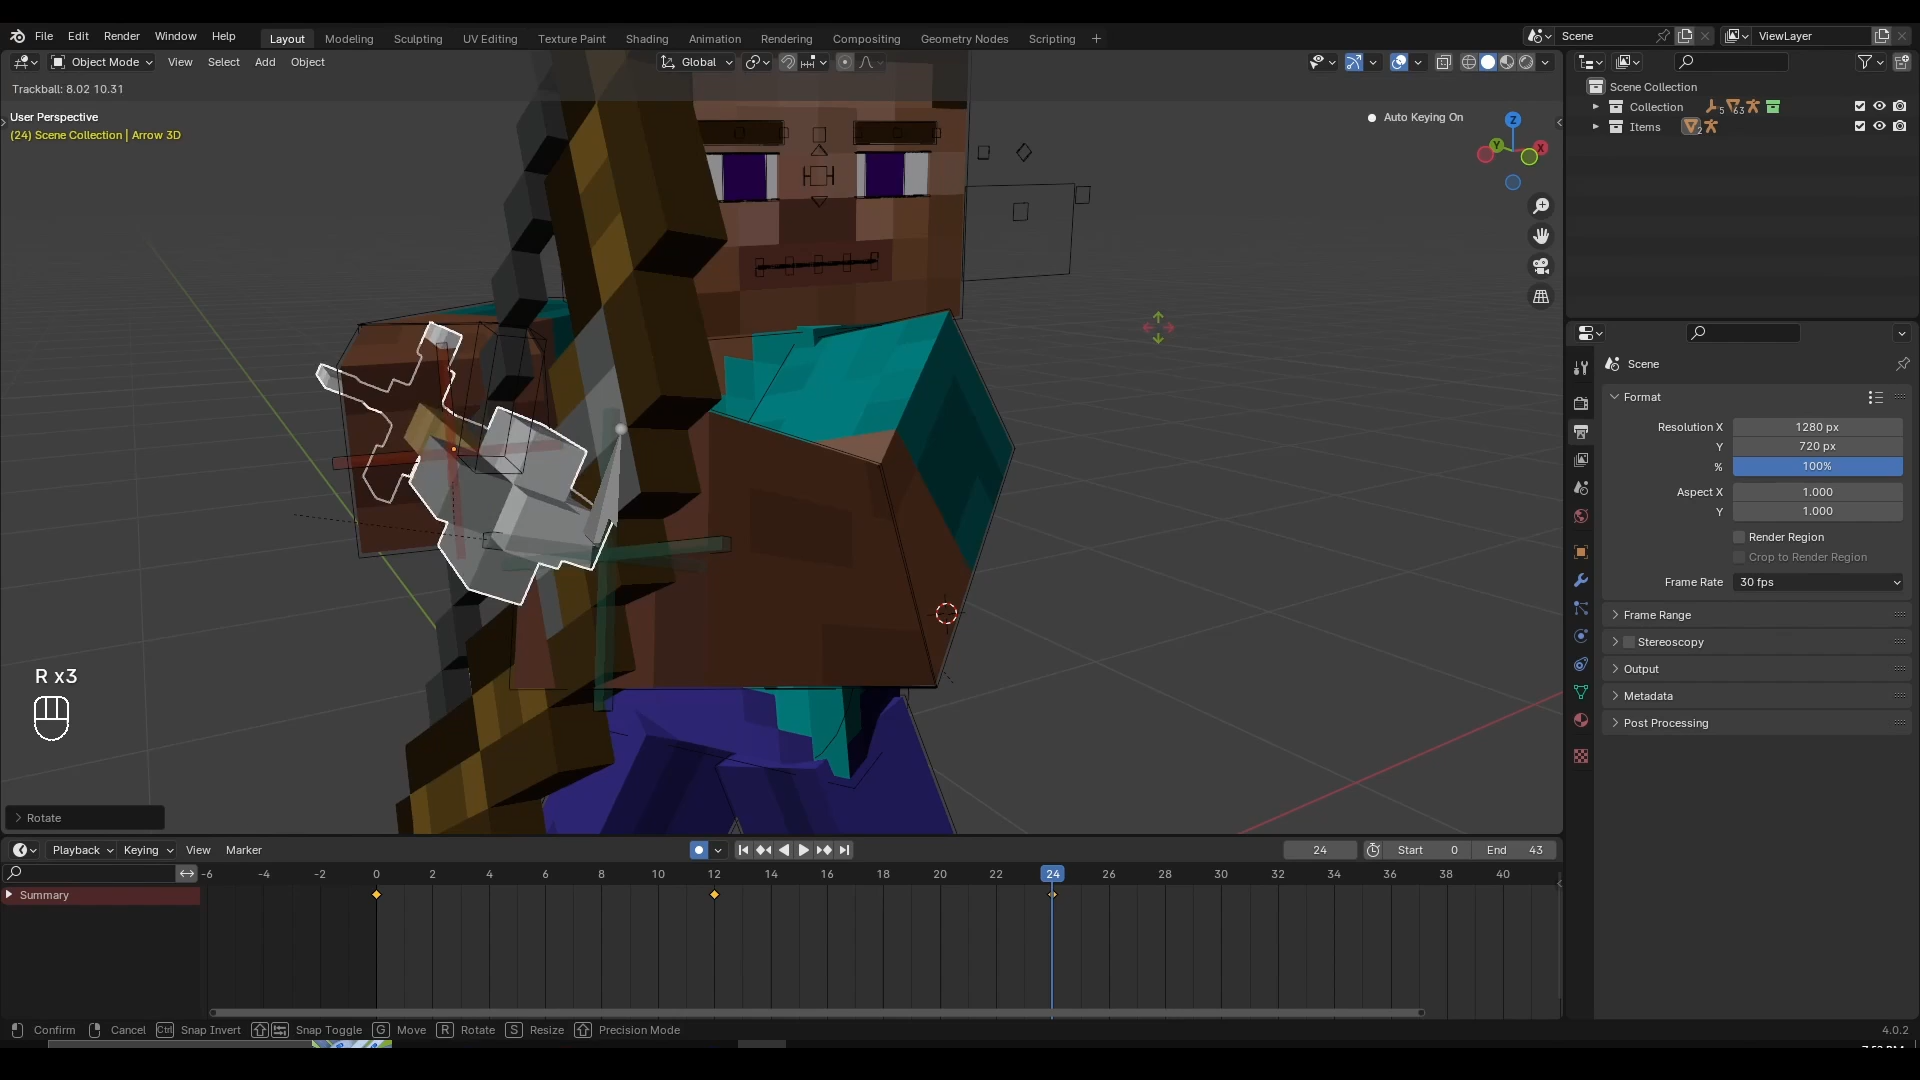 File Edit Render Window Help Layout Modeling Sculpting UV Editing Texture Paint Shading Animation Rendering Compositing Geometry Nodes Scripting + Scene ViewLayer
Object Mode View Select Add Object Global
Trackball: 8.02 10.31
User Perspective
(24) Scene Collection | Arrow 3D
Auto Keying On
Z
Y
X
Scene Collection
Collection 5 63
Items 2
Scene
Format
Resolution X 1280 px
Y 720 px
% 100%
Aspect X 1.000
Y 1.000
Render Region
Crop to Render Region
Frame Rate 30 fps
Frame Range
Stereoscopy
Output
Metadata
Post Processing
R x3
Rotate
Playback Keying View Marker 24 Start 0 End 43
-6 -4 -2 0 2 4 6 8 10 12 14 16 18 20 22 24 26 28 30 32 34 36 38 40
Summary
Confirm Cancel Ctrl Snap Invert Snap Toggle G Move R Rotate S Resize Precision Mode 4.0.2